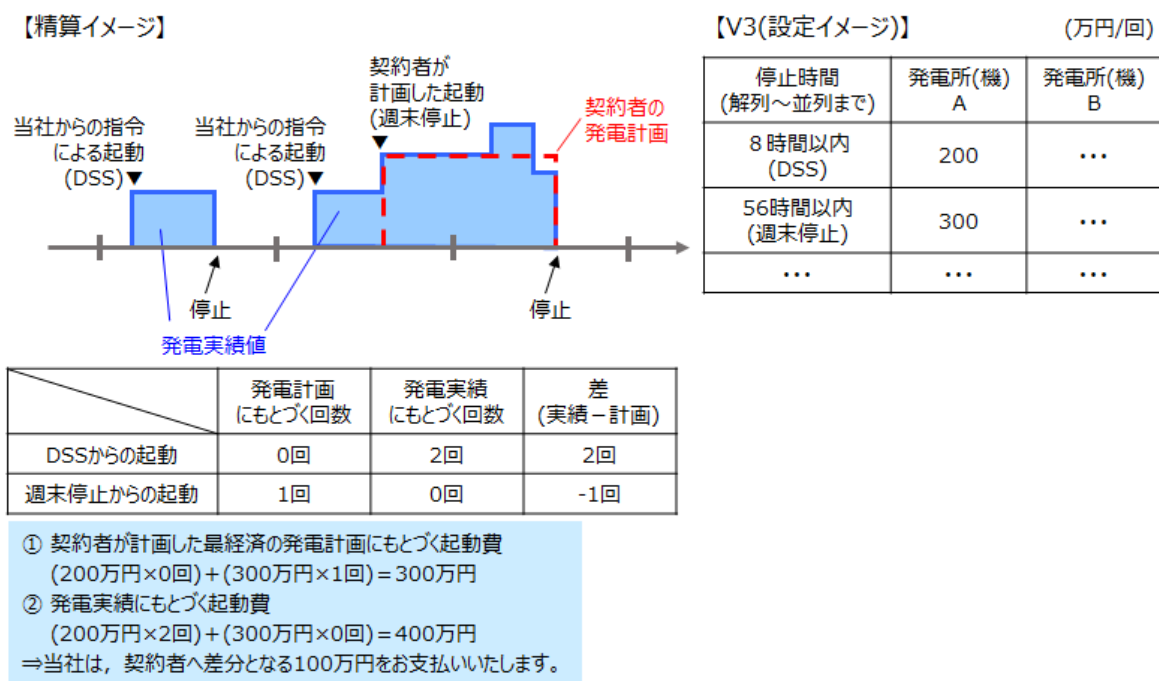 【精算イメージ】
当社からの指令
による起動
(DSS)▼
当社からの指令
による起動
(DSS)▼
契約者が
計画した起動
(週末停止)
▼
契約者の
発電計画
停止
停止
発電実績値
【V3(設定イメージ)】 (万円/回)
停止時間
(解列～並列まで)
発電所(機)
A
発電所(機)
B
8時間以内
(DSS)
200
…
56時間以内
(週末停止)
300
…
…
…
…
発電計画
にもとづく回数
発電実績
にもとづく回数
差
(実績－計画)
DSSからの起動
0回
2回
2回
週末停止からの起動
1回
0回
-1回
① 契約者が計画した最経済の発電計画にもとづく起動費
(200万円×0回)＋(300万円×1回)＝300万円
② 発電実績にもとづく起動費
(200万円×2回)＋(300万円×0回)＝400万円
⇒当社は，契約者へ差分となる100万円をお支払いいたします。